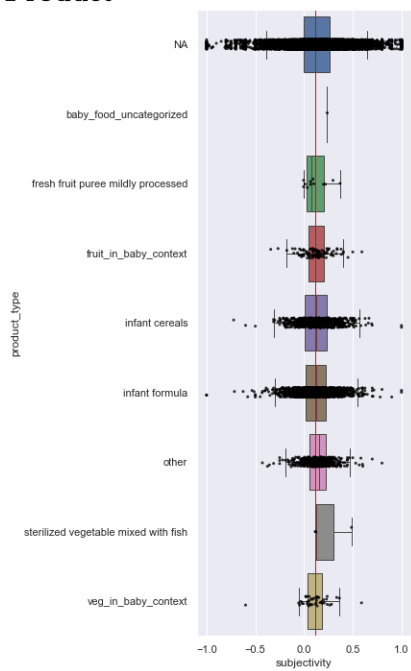 Product
NA
baby_food_uncategorized
fresh fruit puree mildly processed
fruit_in_baby_context
infant cereals
infant formula
other
sterilized vegetable mixed with fish
veg_in_baby_context
product_type
-1.0 -0.5 0.0 0.5 1.0
subjectivity